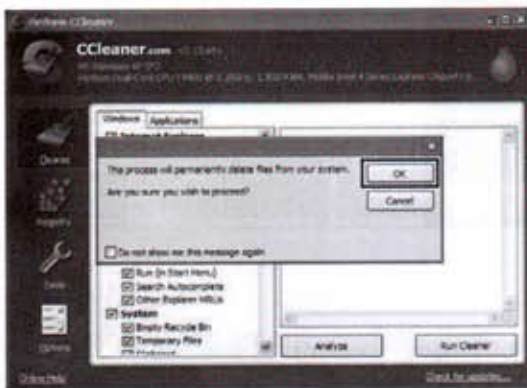 CCleaner.com
Windows Applications
Cleaner
The process will permanently delete files from your system.
OK
Are you sure you wish to proceed?
Cancel
Registry
Do not show me this message again
Tools
Run (in Start Menu)
Search Autocomplete
Other Explorer MRUs
System
Empty Recycle Bin
Temporary Files
Options
Analyze
Run Cleaner
Online Help
Check for updates...